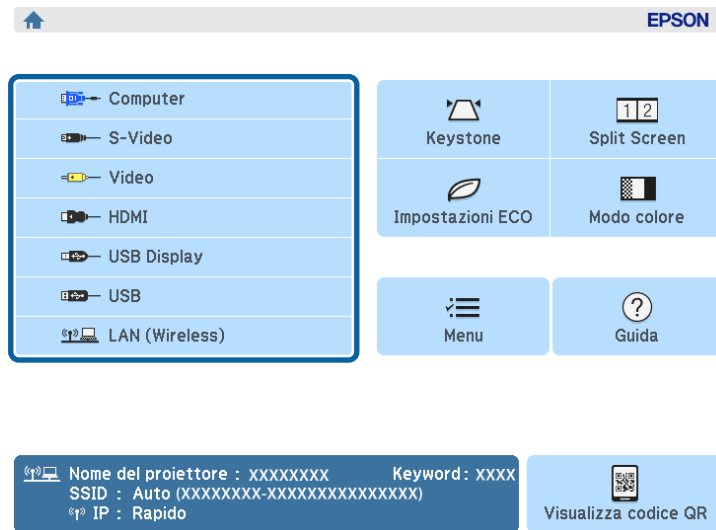 EPSON
Computer
S-Video
Video
HDMI
USB Display
USB
LAN (Wireless)
Keystone
1 2
Split Screen
Impostazioni ECO
Modo colore
Menu
?
Guida
Nome del proiettore : XXXXXXXX Keyword : XXXX
SSID : Auto (XXXXXXXX-XXXXXXXXXXXXXXX)
IP : Rapido
Visualizza codice QR